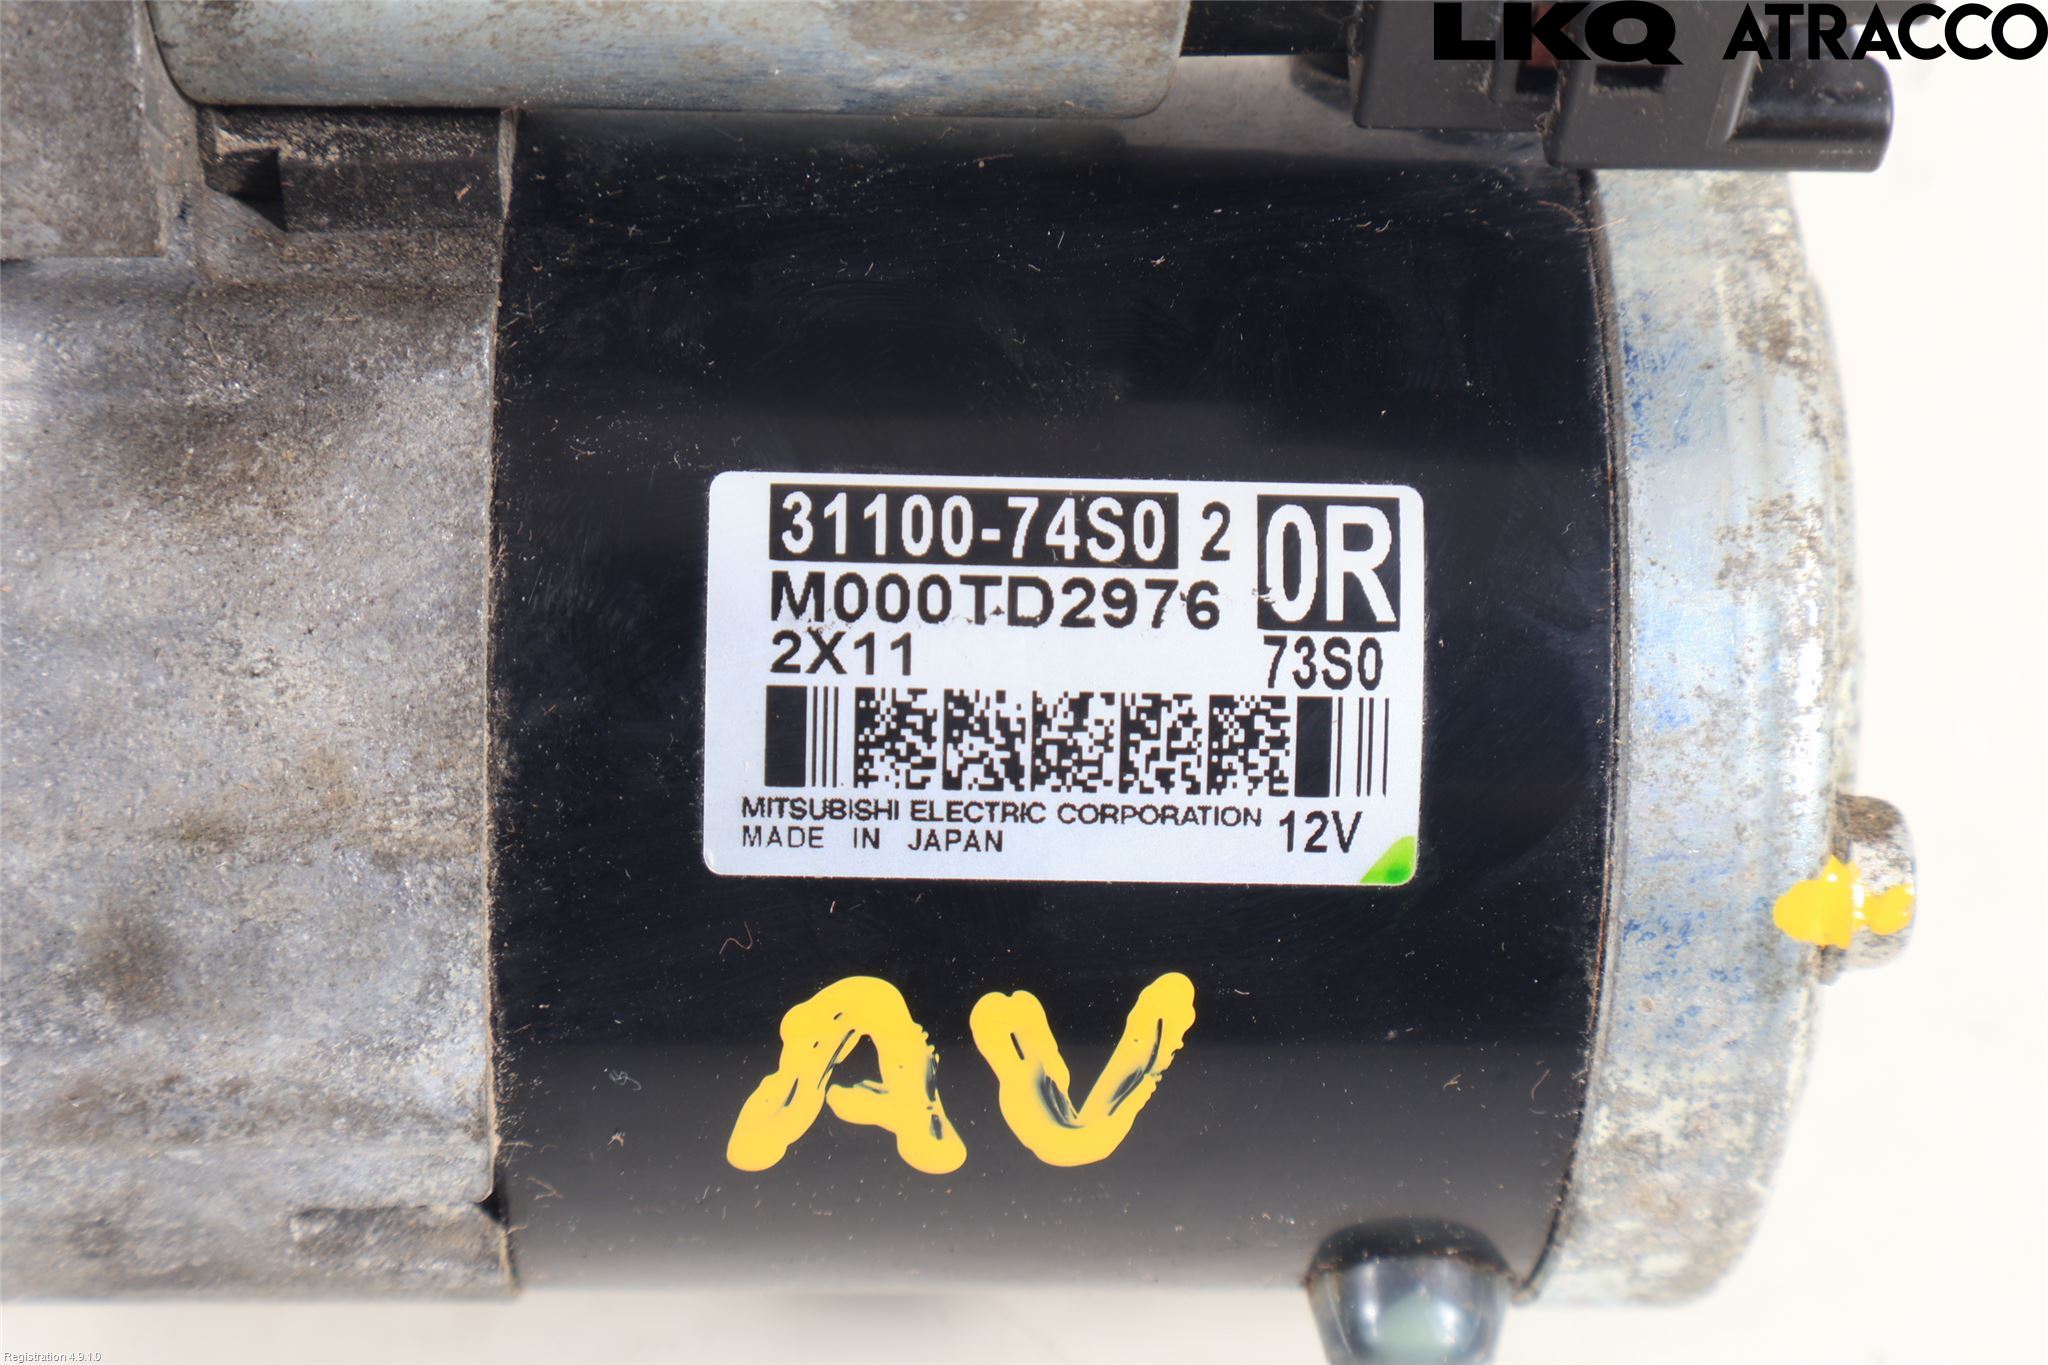 LKQ ATRACCO
31100-74S0 2 0R
M000TD2976
2X11 73S0
MITSUBISHI ELECTRIC CORPORATION 12V
MADE IN JAPAN
AV
Registration 4.9.1.0